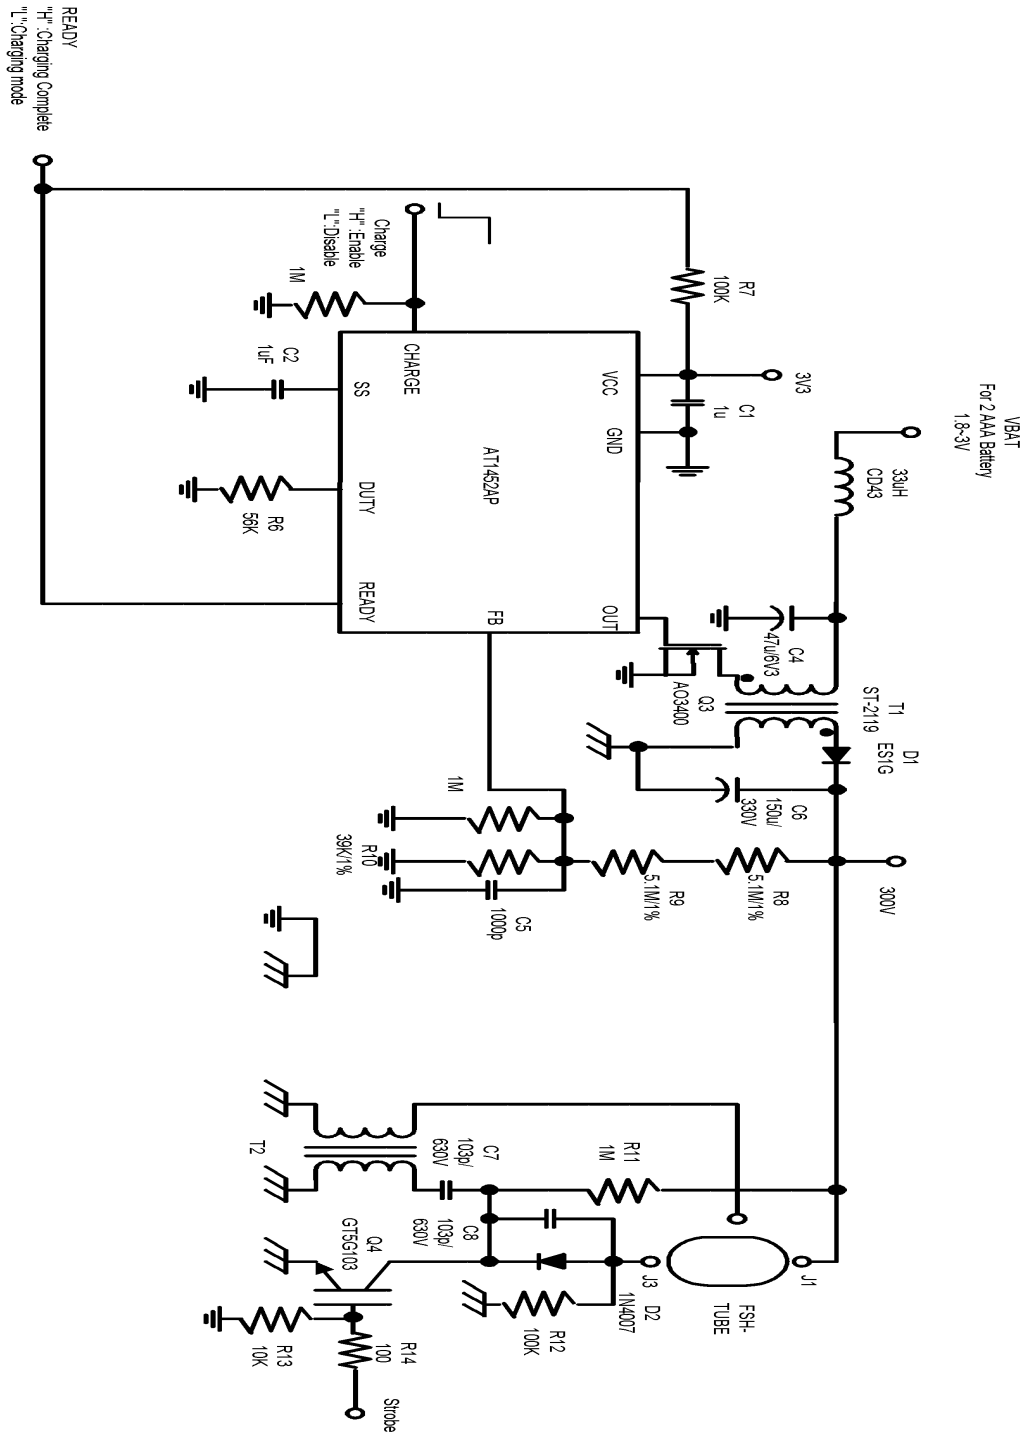 VBAT
For 2 AAA Battery
1.8~3V
33uH
CD43
3V3
R7
100K
C1
1u
C4
47u/6V3
T1
ST-2119
D1
ES1G
Q3
AO3400
C6
150u/
330V
300V
R8
5.1M/1%
R9
5.1M/1%
READY
"H" :Charging Complete
"L":Charging mode
Charge
"H" :Enable
"L":Disable
1M
C2
1uF
R6
56K
VCC
GND
OUT
AT1452AP
FB
CHARGE
SS
DUTY
READY
1M
R10
39K/1%
C5
1000p
T2
C7
103p/
630V
R11
1M
C8
103p/
630V
J1
FSH-
TUBE
J3
D2
1N4007
R12
100K
Q4
GT5G103
R13
10K
R14
100
Strobe